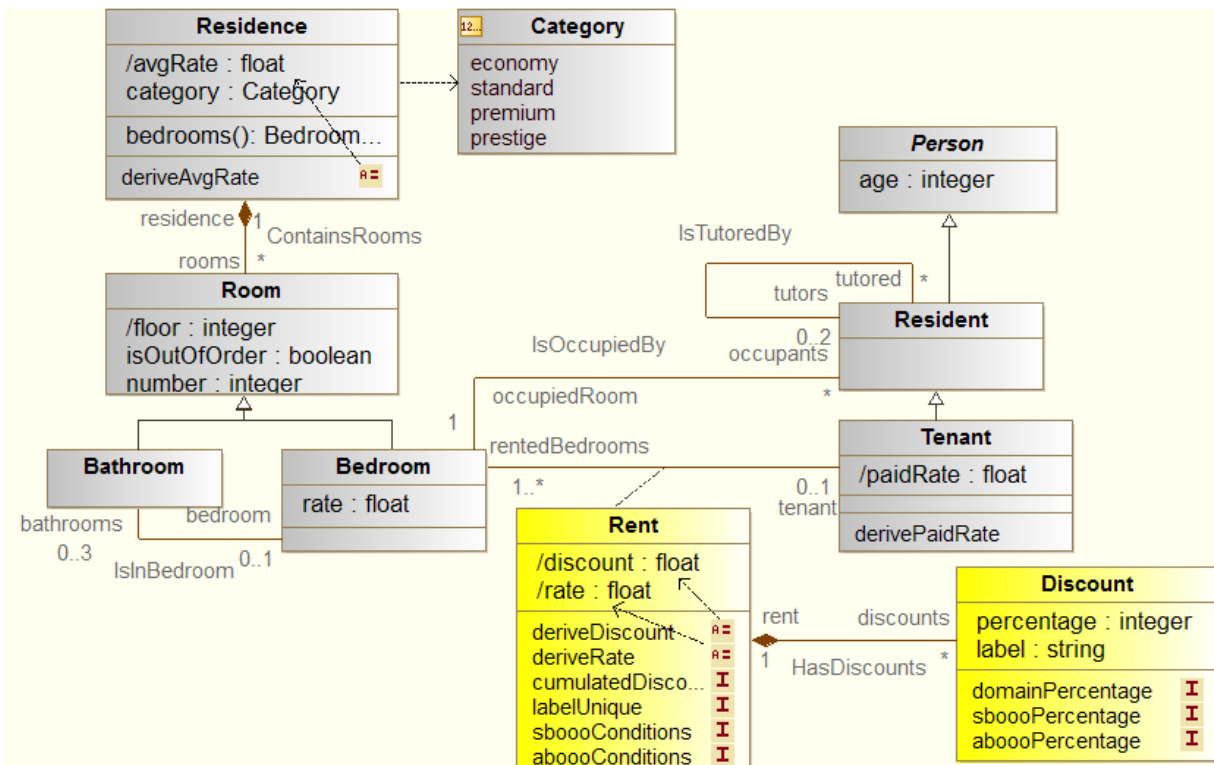 Residence
/avgRate : float
category : Category
bedrooms(): Bedroom...
deriveAvgRate
A =
12...
Category
economy
standard
premium
prestige
Person
age : integer
residence
1
ContainsRooms
rooms
*
IsTutoredBy
tutored
*
tutors
0..2
Room
/floor : integer
isOutOfOrder : boolean
number : integer
Resident
IsOccupiedBy
occupants
*
occupiedRoom
1
rentedBedrooms
1..*
0..1
tenant
Tenant
/paidRate : float
derivePaidRate
Bathroom
Bedroom
rate : float
bathrooms
0..3
bedroom
0..1
IsInBedroom
Rent
/discount : float
/rate : float
deriveDiscount
A =
deriveRate
A =
cumulatedDisco...
I
labelUnique
I
sboooConditions
I
aboooConditions
I
rent
1
discounts
*
HasDiscounts
Discount
percentage : integer
label : string
domainPercentage
I
sboooPercentage
I
aboooPercentage
I